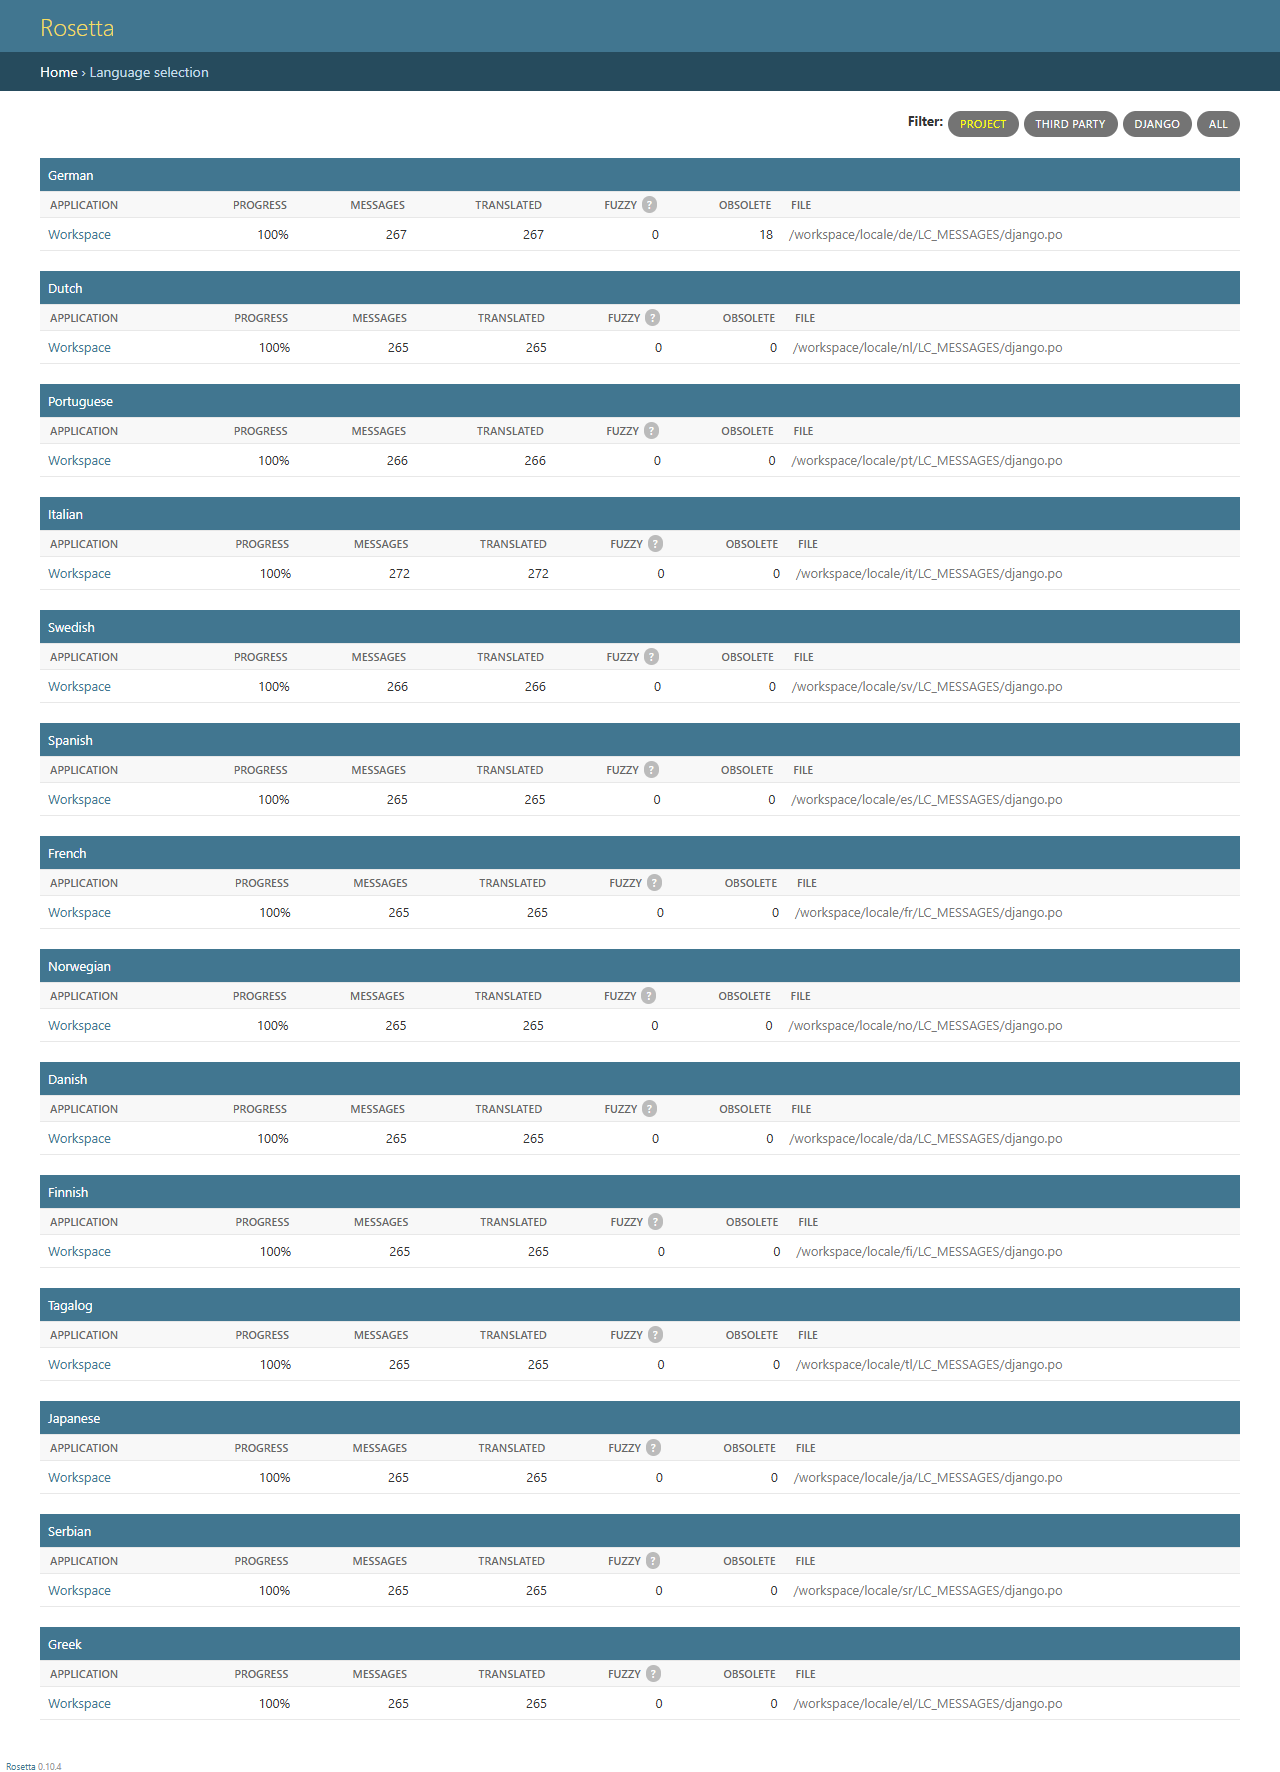 Rosetta
Home › Language selection
Filter: PROJECT THIRD PARTY DJANGO ALL
German
APPLICATION PROGRESS MESSAGES TRANSLATED FUZZY ? OBSOLETE FILE
Workspace 100% 267 267 0 18 /workspace/locale/de/LC_MESSAGES/django.po
Dutch
APPLICATION PROGRESS MESSAGES TRANSLATED FUZZY ? OBSOLETE FILE
Workspace 100% 265 265 0 0 /workspace/locale/nl/LC_MESSAGES/django.po
Portuguese
APPLICATION PROGRESS MESSAGES TRANSLATED FUZZY ? OBSOLETE FILE
Workspace 100% 266 266 0 0 /workspace/locale/pt/LC_MESSAGES/django.po
Italian
APPLICATION PROGRESS MESSAGES TRANSLATED FUZZY ? OBSOLETE FILE
Workspace 100% 272 272 0 0 /workspace/locale/it/LC_MESSAGES/django.po
Swedish
APPLICATION PROGRESS MESSAGES TRANSLATED FUZZY ? OBSOLETE FILE
Workspace 100% 266 266 0 0 /workspace/locale/sv/LC_MESSAGES/django.po
Spanish
APPLICATION PROGRESS MESSAGES TRANSLATED FUZZY ? OBSOLETE FILE
Workspace 100% 265 265 0 0 /workspace/locale/es/LC_MESSAGES/django.po
French
APPLICATION PROGRESS MESSAGES TRANSLATED FUZZY ? OBSOLETE FILE
Workspace 100% 265 265 0 0 /workspace/locale/fr/LC_MESSAGES/django.po
Norwegian
APPLICATION PROGRESS MESSAGES TRANSLATED FUZZY ? OBSOLETE FILE
Workspace 100% 265 265 0 0 /workspace/locale/no/LC_MESSAGES/django.po
Danish
APPLICATION PROGRESS MESSAGES TRANSLATED FUZZY ? OBSOLETE FILE
Workspace 100% 265 265 0 0 /workspace/locale/da/LC_MESSAGES/django.po
Finnish
APPLICATION PROGRESS MESSAGES TRANSLATED FUZZY ? OBSOLETE FILE
Workspace 100% 265 265 0 0 /workspace/locale/fi/LC_MESSAGES/django.po
Tagalog
APPLICATION PROGRESS MESSAGES TRANSLATED FUZZY ? OBSOLETE FILE
Workspace 100% 265 265 0 0 /workspace/locale/tl/LC_MESSAGES/django.po
Japanese
APPLICATION PROGRESS MESSAGES TRANSLATED FUZZY ? OBSOLETE FILE
Workspace 100% 265 265 0 0 /workspace/locale/ja/LC_MESSAGES/django.po
Serbian
APPLICATION PROGRESS MESSAGES TRANSLATED FUZZY ? OBSOLETE FILE
Workspace 100% 265 265 0 0 /workspace/locale/sr/LC_MESSAGES/django.po
Greek
APPLICATION PROGRESS MESSAGES TRANSLATED FUZZY ? OBSOLETE FILE
Workspace 100% 265 265 0 0 /workspace/locale/el/LC_MESSAGES/django.po
Rosetta 0.10.4